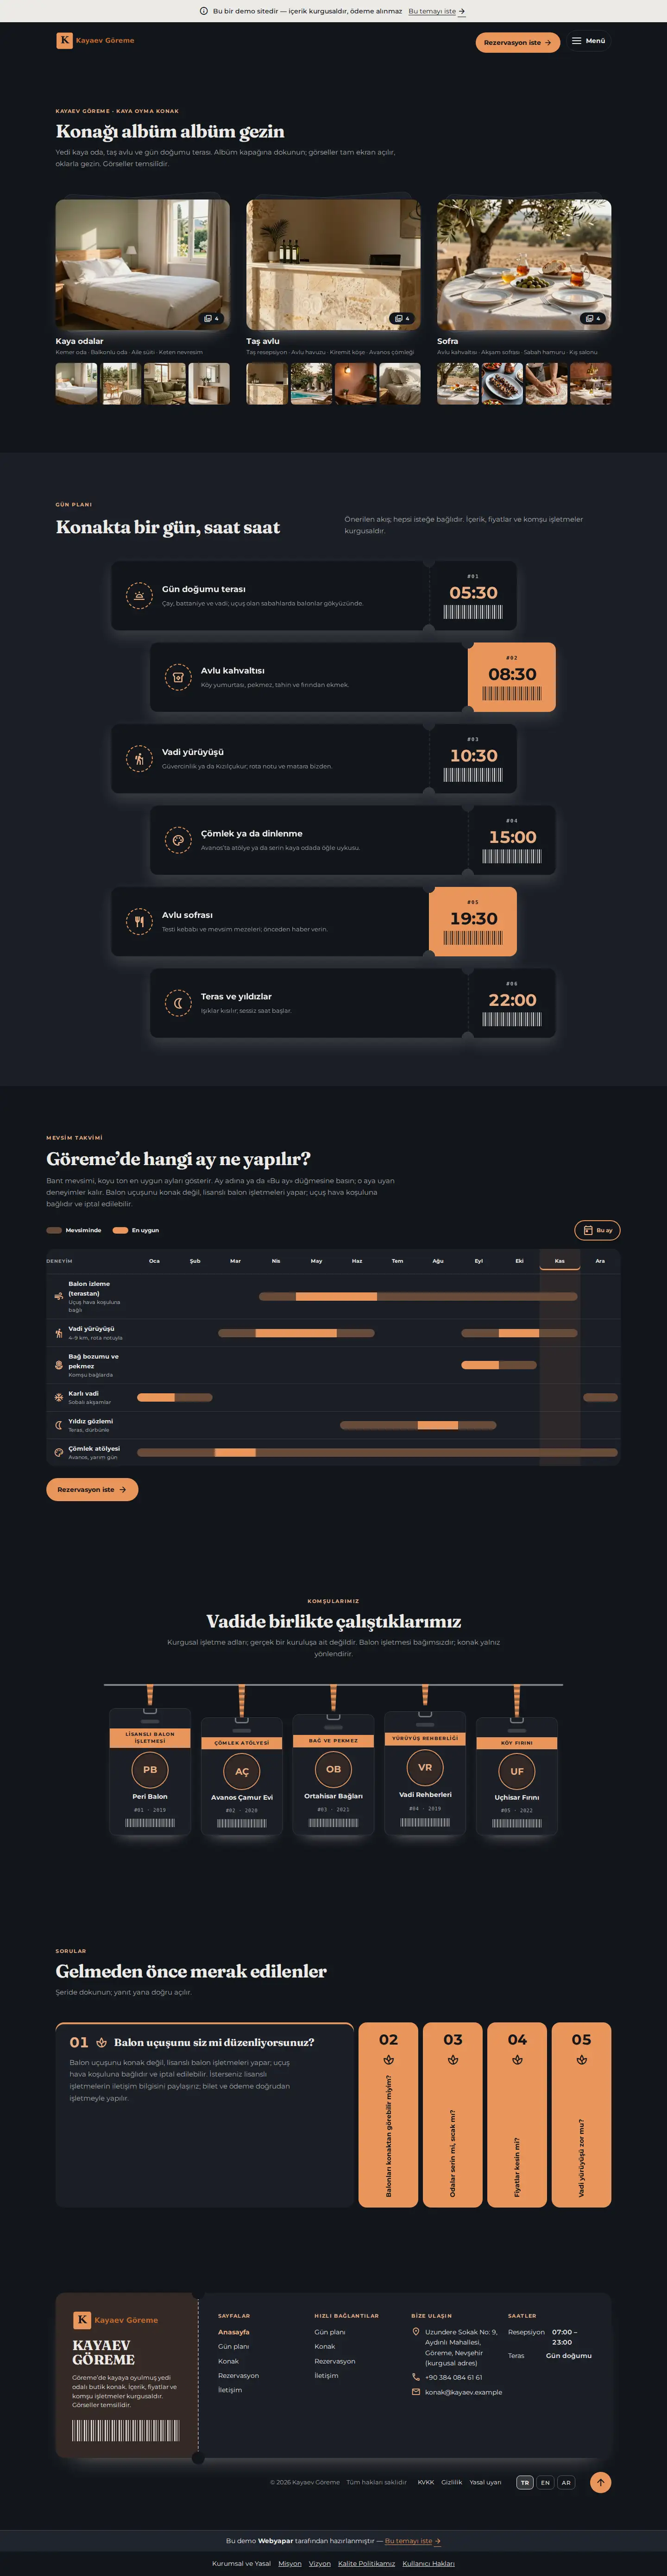 Bu bir demo sitedir — içerik kurgusaldır, ödeme alınmaz Bu temayı iste →
K Kayaev Göreme
Rezervasyon iste →
Menü
KAYAEV GÖREME · KAYA OYMA KONAK
Konağı albüm albüm gezin
Yedi kaya oda, taş avlu ve gün doğumu terası. Albüm kapağına dokunun; görseller tam ekran açılır,
oklarla gezin. Görseller temsilîdir.
4
4
4
Kaya odalar
Kemer oda · Balkonlu oda · Aile süiti · Keten nevresim
Taş avlu
Taş resepsiyon · Avlu havuzu · Kiremit köşe · Avanos çömleği
Sofra
Avlu kahvaltısı · Akşam sofrası · Sabah hamuru · Kış salonu
GÜN PLANI
Konakta bir gün, saat saat
Önerilen akış; hepsi isteğe bağlıdır. İçerik, fiyatlar ve komşu işletmeler
kurgusaldır.
Gün doğumu terası
Çay, battaniye ve vadi; uçuş olan sabahlarda balonlar gökyüzünde.
#01
05:30
Avlu kahvaltısı
Köy yumurtası, pekmez, tahin ve fırından ekmek.
#02
08:30
Vadi yürüyüşü
Güvercinlik ya da Kızılçukur; rota notu ve matara bizden.
#03
10:30
Çömlek ya da dinlenme
Avanos'ta atölye ya da serin kaya odada öğle uykusu.
#04
15:00
Avlu sofrası
Testi kebabı ve mevsim mezeleri; önceden haber verin.
#05
19:30
Teras ve yıldızlar
Işıklar kısılır; sessiz saat başlar.
#06
22:00
MEVSİM TAKVİMİ
Göreme’de hangi ay ne yapılır?
Bant mevsimi, koyu ton en uygun ayları gösterir. Ay adına ya da «Bu ay» düğmesine basın; o aya uyan
deneyimler kalır. Balon uçuşunu konak değil, lisanslı balon işletmeleri yapar; uçuş hava koşuluna
bağlıdır ve iptal edilebilir.
Mevsiminde
En uygun
Bu ay
DENEYİM Oca Şub Mar Nis May Haz Tem Ağu Eyl Eki Kas Ara
Balon izleme
(terastan)
Uçuş hava koşuluna
bağlı
Vadi yürüyüşü
4–9 km, rota notuyla
Bağ bozumu ve
pekmez
Komşu bağlarda
Karlı vadi
Sobalı akşamlar
Yıldız gözlemi
Teras, dürbünle
Çömlek atölyesi
Avanos, yarım gün
Rezervasyon iste →
KOMŞULARIMIZ
Vadide birlikte çalıştıklarımız
Kurgusal işletme adları; gerçek bir kuruluşa ait değildir. Balon işletmesi bağımsızdır; konak yalnız
yönlendirir.
LİSANSLI BALON
İŞLETMESİ
PB
Peri Balon
#01 · 2019
ÇÖMLEK ATÖLYESİ
AÇ
Avanos Çamur Evi
#02 · 2020
BAĞ VE PEKMEZ
OB
Ortahisar Bağları
#03 · 2021
YÜRÜYÜŞ REHBERLİĞİ
VR
Vadi Rehberleri
#04 · 2019
KÖY FIRINI
UF
Uçhisar Fırını
#05 · 2022
SORULAR
Gelmeden önce merak edilenler
Şeride dokunun; yanıt yana doğru açılır.
01 Balon uçuşunu siz mi düzenliyorsunuz?
Balon uçuşunu konak değil, lisanslı balon işletmeleri yapar; uçuş
hava koşuluna bağlıdır ve iptal edilebilir. İsterseniz lisanslı
işletmelerin iletişim bilgisini paylaşırız; bilet ve ödeme doğrudan
işletmeyle yapılır.
02
Balonları konaktan görebilir miyim?
03
Odalar serin mi, sıcak mı?
04
Fiyatlar kesin mi?
05
Vadi yürüyüşü zor mu?
K Kayaev Göreme
KAYAEV
GÖREME
Göreme’de kayaya oyulmuş yedi
odalı butik konak. İçerik, fiyatlar ve
komşu işletmeler kurgusaldır.
Görseller temsilîdir.
SAYFALAR
Anasayfa
Gün planı
Konak
Rezervasyon
İletişim
HIZLI BAĞLANTILAR
Gün planı
Konak
Rezervasyon
İletişim
BİZE ULAŞIN
Uzundere Sokak No: 9,
Aydınlı Mahallesi,
Göreme, Nevşehir
(kurgusal adres)
+90 384 084 61 61
konak@kayaev.example
SAATLER
Resepsiyon 07:00 –
23:00
Teras Gün doğumu
© 2026 Kayaev Göreme Tüm hakları saklıdır KVKK Gizlilik Yasal uyarı TR EN AR
Bu demo Webyapar tarafından hazırlanmıştır — Bu temayı iste →
Kurumsal ve Yasal Misyon Vizyon Kalite Politikamız Kullanıcı Hakları